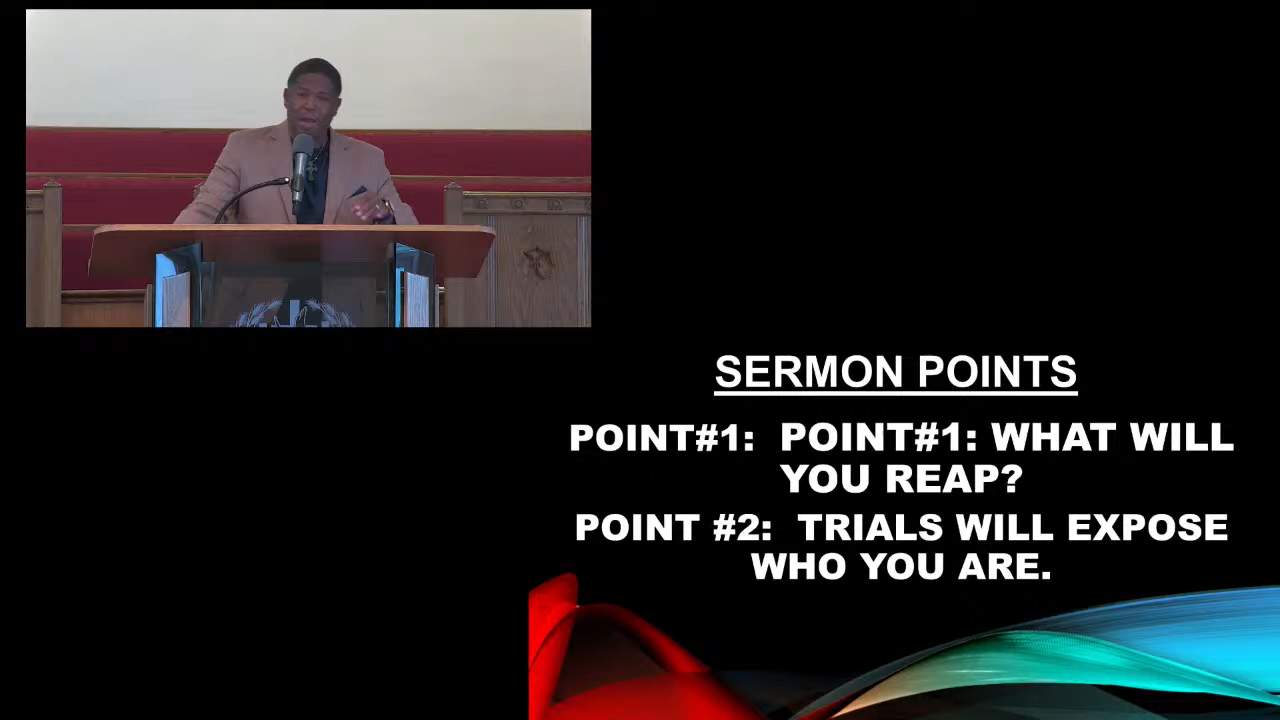 SERMON POINTS
POINT#1:  POINT#1: WHAT WILL
YOU REAP?
POINT #2:  TRIALS WILL EXPOSE
WHO YOU ARE.